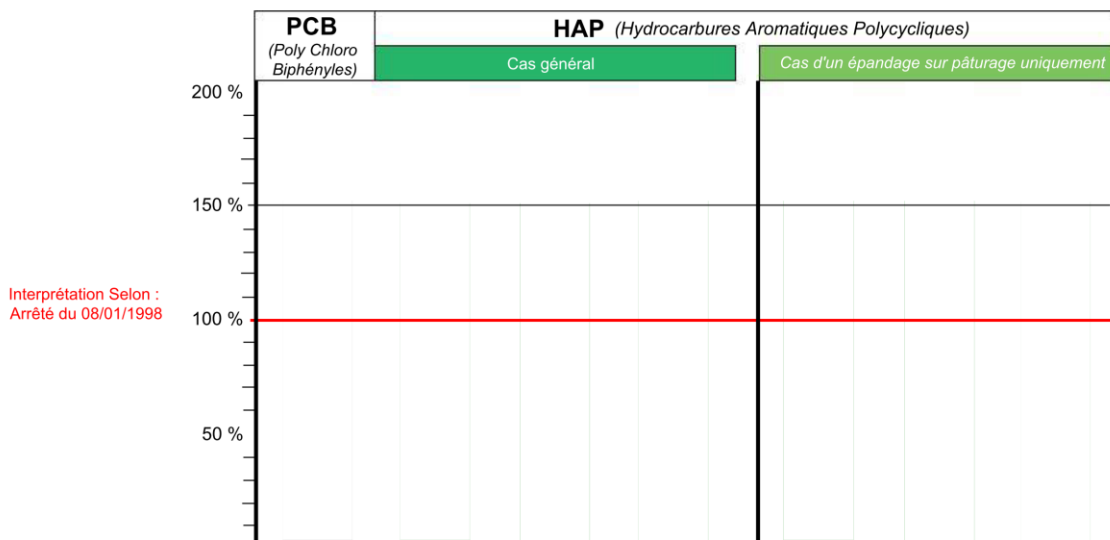 PCB
(Poly Chloro
Biphényles)
HAP (Hydrocarbures Aromatiques Polycycliques)
Cas général
Cas d'un épandage sur pâturage uniquement
200 %
150 %
Interprétation Selon :
Arrêté du 08/01/1998
100 %
50 %